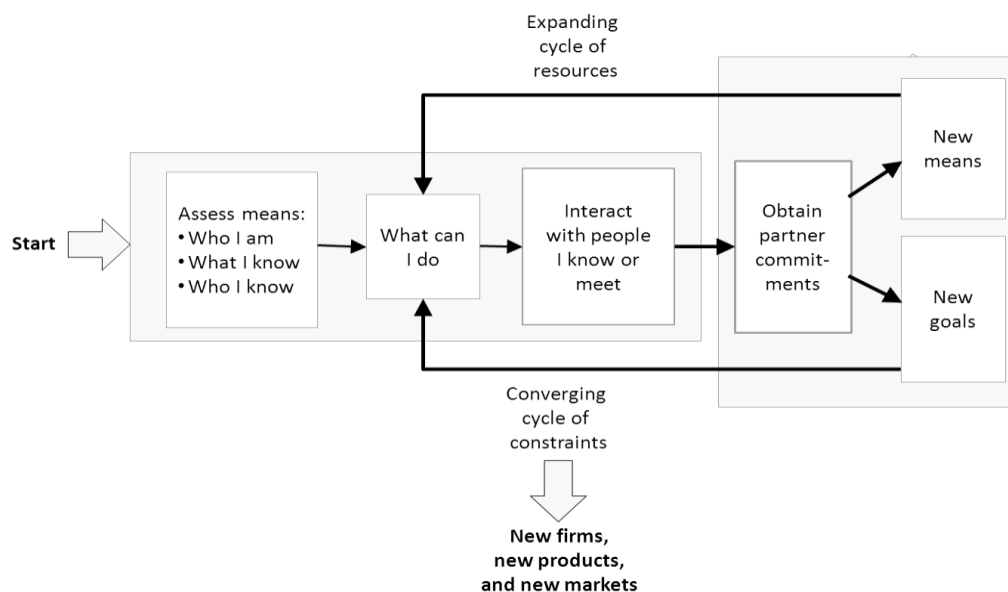 Expanding
cycle of
resources
Start
Assess means:
• Who I am
• What I know
• Who I know
What can
I do
Interact
with people
I know or
meet
Obtain
partner
commit-
ments
New
means
New
goals
Converging
cycle of
constraints
New firms,
new products,
and new markets